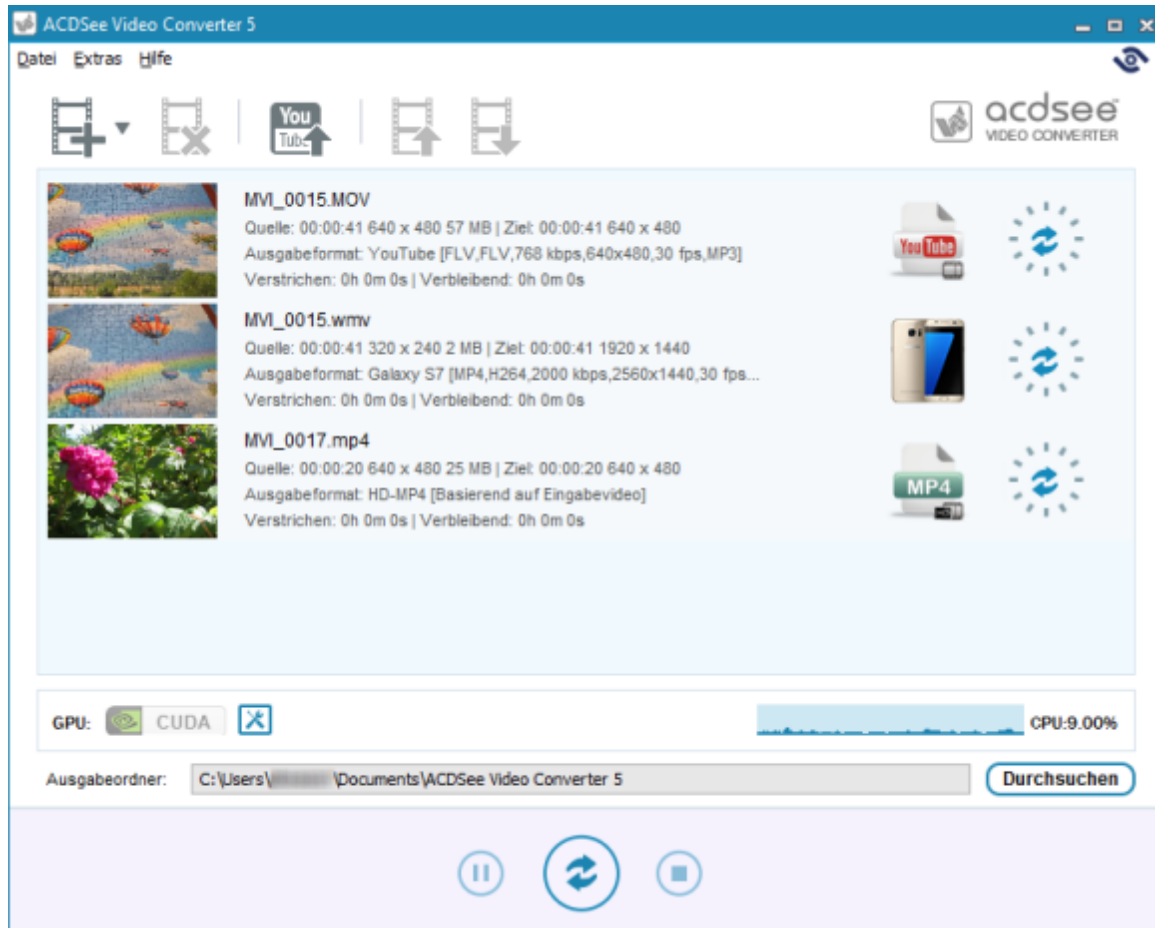 ACDSee Video Converter 5
Datei Extras Hilfe
You
Tube
acdsee
VIDEO CONVERTER
MVI_0015.MOV
Quelle: 00:00:41 640 x 480 57 MB | Ziel: 00:00:41 640 x 480
Ausgabeformat: YouTube [FLV,FLV,768 kbps,640x480,30 fps,MP3]
Verstrichen: 0h 0m 0s | Verbleibend: 0h 0m 0s
YouTube
MVI_0015.wmv
Quelle: 00:00:41 320 x 240 2 MB | Ziel: 00:00:41 1920 x 1440
Ausgabeformat: Galaxy S7 [MP4,H264,2000 kbps,2560x1440,30 fps...
Verstrichen: 0h 0m 0s | Verbleibend: 0h 0m 0s
MVI_0017.mp4
Quelle: 00:00:20 640 x 480 25 MB | Ziel: 00:00:20 640 x 480
Ausgabeformat: HD-MP4 [Basierend auf Eingabevideo]
Verstrichen: 0h 0m 0s | Verbleibend: 0h 0m 0s
MP4
HD
GPU: CUDA CPU:9.00%
Ausgabeordner: C:\Users\ \Documents\ACDSee Video Converter 5 Durchsuchen